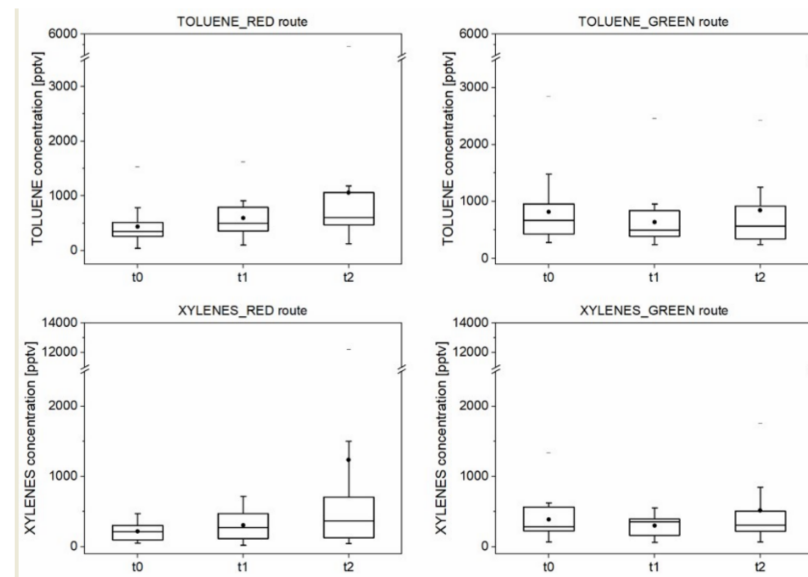 TOLUENE_RED route
TOLUENE concentration [pptv]
6000
3000
2000
1000
0
t0 t1 t2
TOLUENE_GREEN route
TOLUENE concentration [pptv]
6000
3000
2000
1000
0
t0 t1 t2
XYLENES_RED route
XYLENES concentration [pptv]
14000
12000
2000
1000
0
t0 t1 t2
XYLENES_GREEN route
XYLENES concentration [pptv]
14000
12000
2000
1000
0
t0 t1 t2